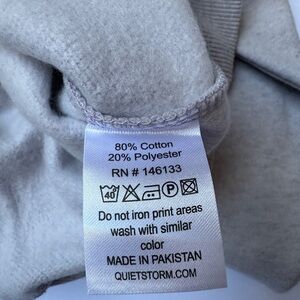 80% Cotton
20% Polyester
RN # 146133
40 P
Do not iron print areas
wash with similar
color
MADE IN PAKISTAN
QUIETSTORM.COM